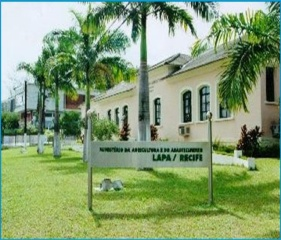 MINISTÉRIO DA AGRICULTURA E DO ABASTECIMENTO
LAPA / RECIFE